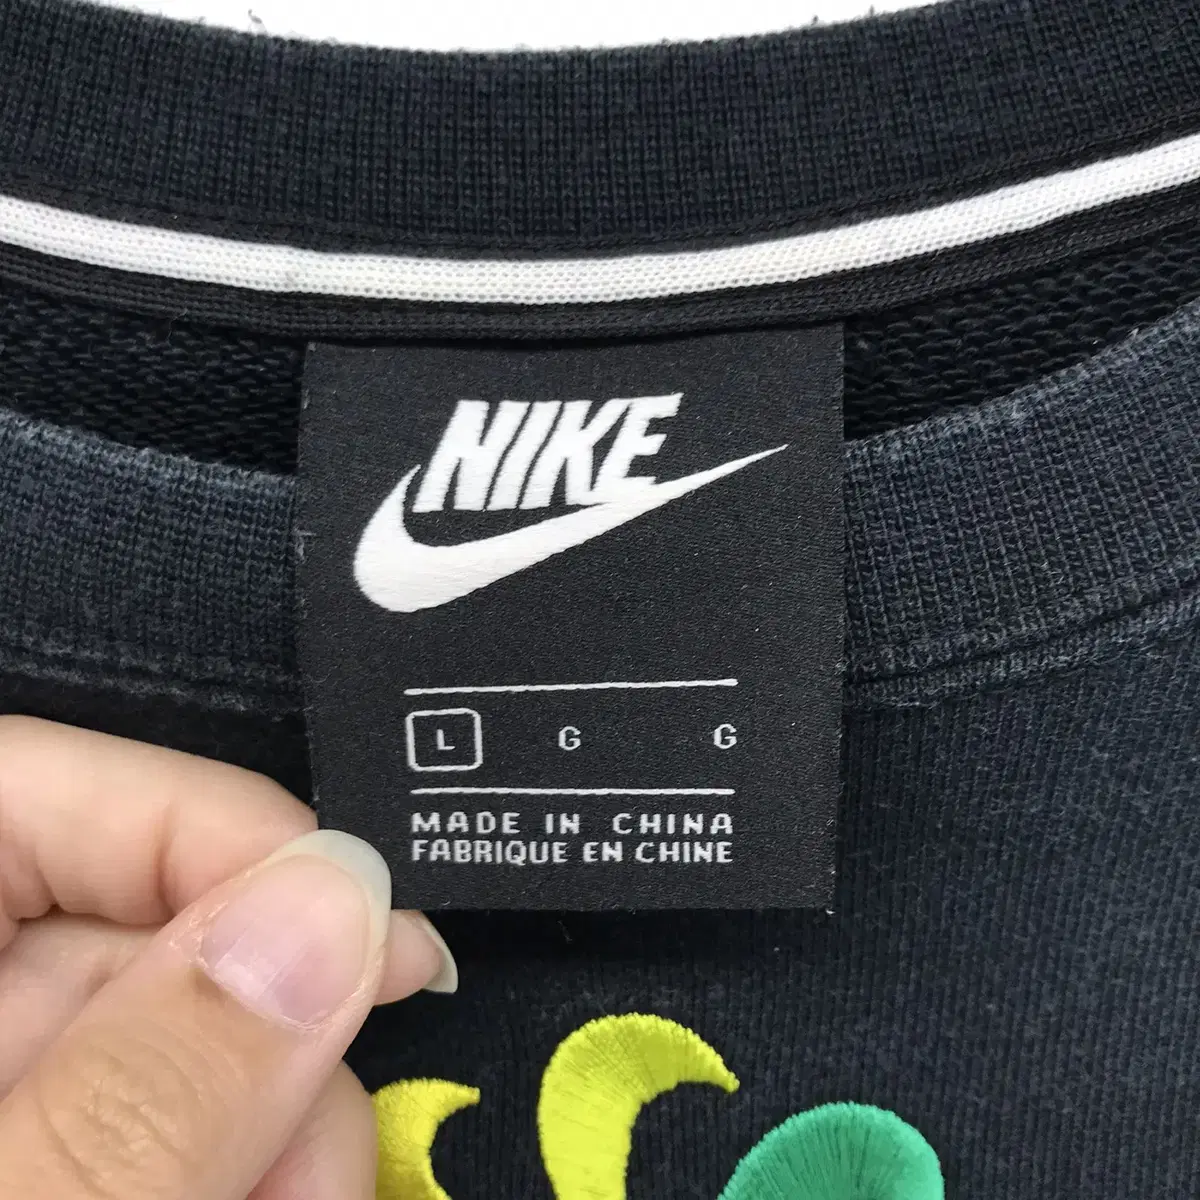 NIKE
L G G
MADE IN CHINA
FABRIQUE EN CHINE